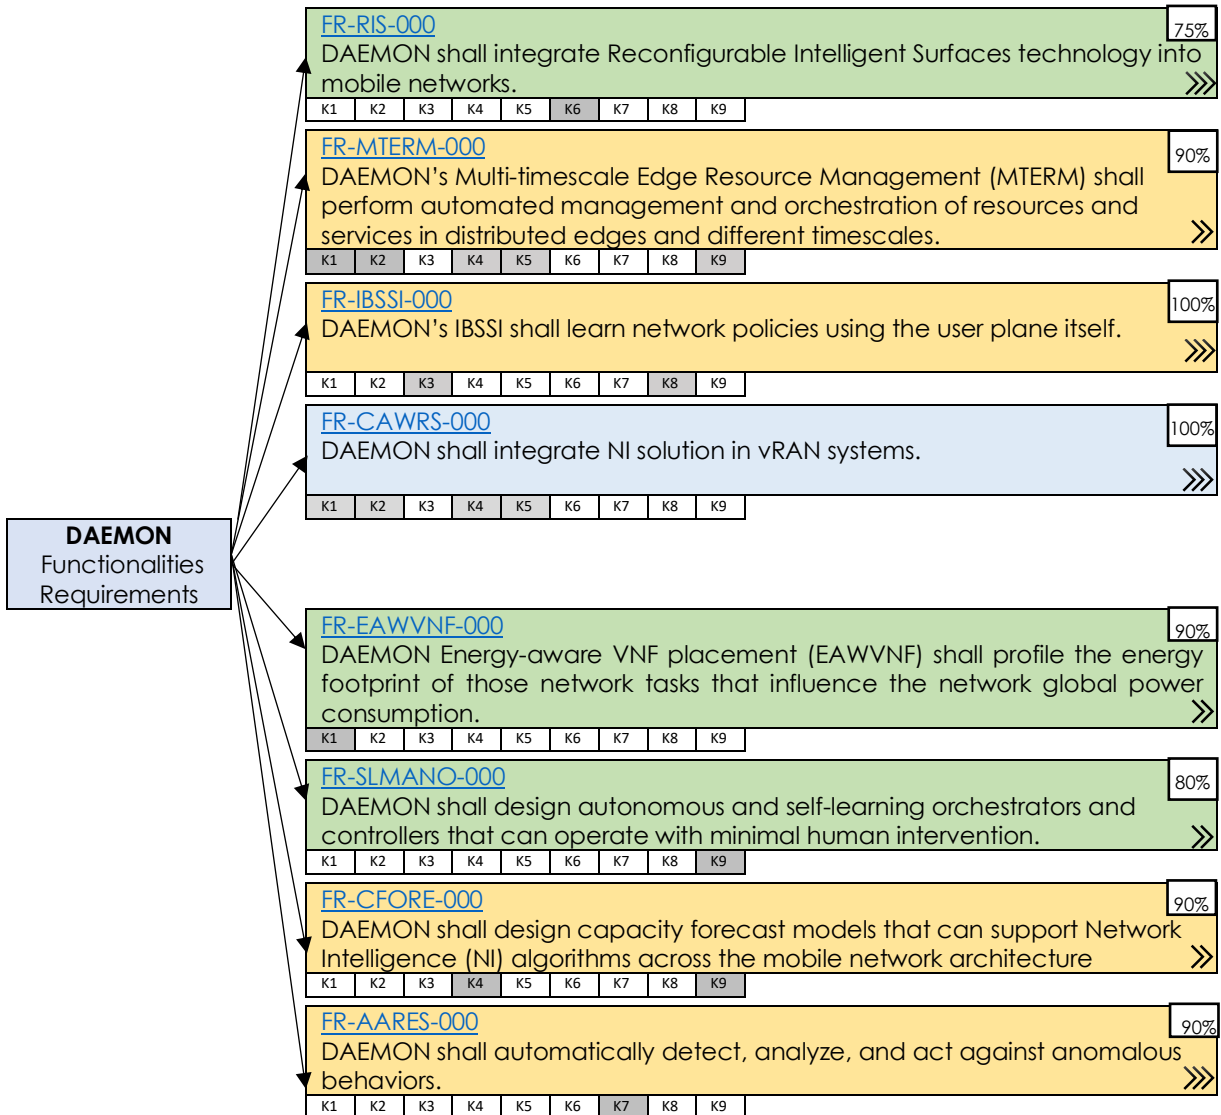 FR-RIS-000
75%
DAEMON shall integrate Reconfigurable Intelligent Surfaces technology into
mobile networks.
K1 K2 K3 K4 K5 K6 K7 K8 K9
FR-MTERM-000
90%
DAEMON’s Multi-timescale Edge Resource Management (MTERM) shall
perform automated management and orchestration of resources and
services in distributed edges and different timescales.
K1 K2 K3 K4 K5 K6 K7 K8 K9
FR-IBSSI-000
100%
DAEMON’s IBSSI shall learn network policies using the user plane itself.
K1 K2 K3 K4 K5 K6 K7 K8 K9
FR-CAWRS-000
100%
DAEMON shall integrate NI solution in vRAN systems.
K1 K2 K3 K4 K5 K6 K7 K8 K9
DAEMON
Functionalities
Requirements
FR-EAWVNF-000
90%
DAEMON Energy-aware VNF placement (EAWVNF) shall profile the energy
footprint of those network tasks that influence the network global power
consumption.
K1 K2 K3 K4 K5 K6 K7 K8 K9
FR-SLMANO-000
80%
DAEMON shall design autonomous and self-learning orchestrators and
controllers that can operate with minimal human intervention.
K1 K2 K3 K4 K5 K6 K7 K8 K9
FR-CFORE-000
90%
DAEMON shall design capacity forecast models that can support Network
Intelligence (NI) algorithms across the mobile network architecture
K1 K2 K3 K4 K5 K6 K7 K8 K9
FR-AARES-000
90%
DAEMON shall automatically detect, analyze, and act against anomalous
behaviors.
K1 K2 K3 K4 K5 K6 K7 K8 K9